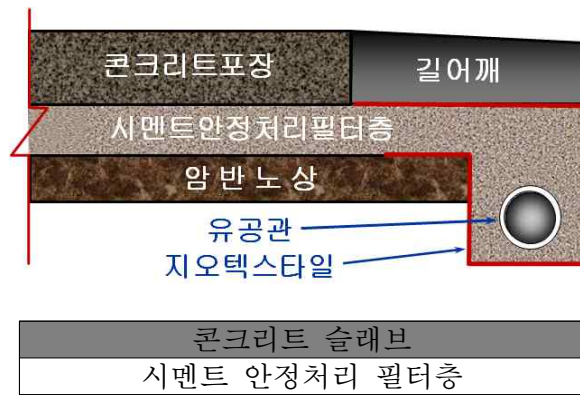 콘크리트포장
길어깨
시멘트안정처리필터층
암반노상
유공관
지오텍스타일
콘크리트 슬래브
시멘트 안정처리 필터층